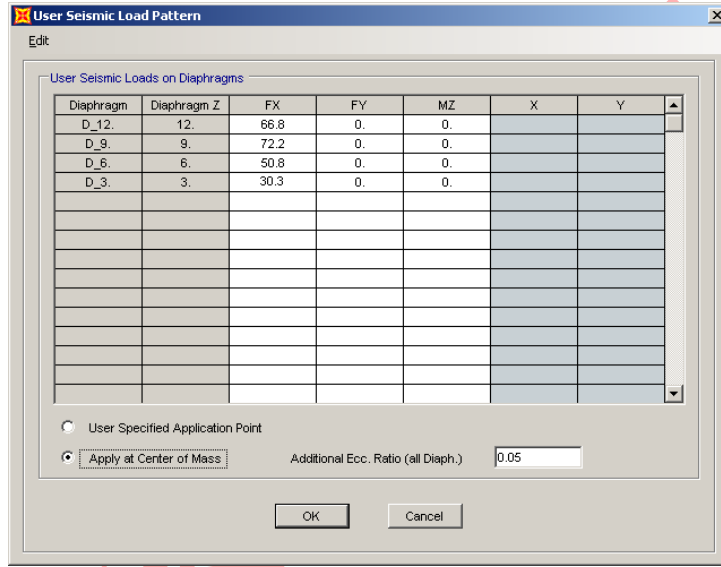 User Seismic Load Pattern
Edit
User Seismic Loads on Diaphragms
Diaphragm Diaphragm Z FX FY MZ X Y
D_12. 12. 66.8 0. 0.
D_9. 9. 72.2 0. 0.
D_6. 6. 50.8 0. 0.
D_3. 3. 30.3 0. 0.
User Specified Application Point
Apply at Center of Mass Additional Ecc. Ratio (all Diaph.) 0.05
OK Cancel